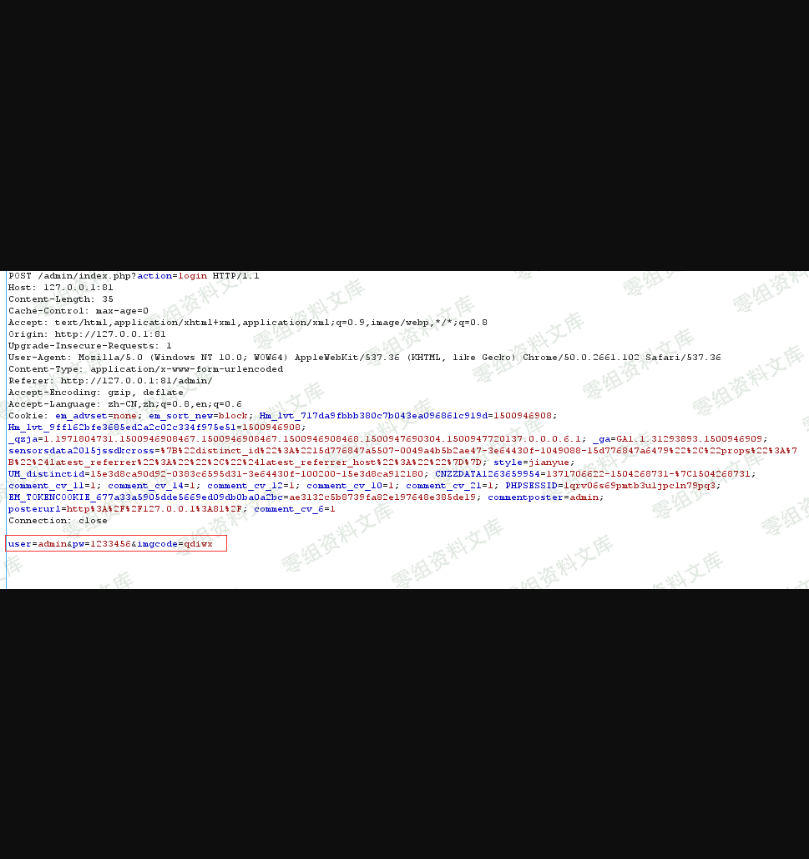 POST /admin/index.php?action=login HTTP/1.1
Host: 127.0.0.1:81
Content-Length: 35
Cache-Control: max-age=0
Accept: text/html,application/xhtml+xml,application/xml;q=0.9,image/webp,*/*;q=0.8
Origin: http://127.0.0.1:81
Upgrade-Insecure-Requests: 1
User-Agent: Mozilla/5.0 (Windows NT 10.0; WOW64) AppleWebKit/537.36 (KHTML, like Gecko) Chrome/50.0.2661.102 Safari/537.36
Content-Type: application/x-www-form-urlencoded
Referer: http://127.0.0.1:81/admin/
Accept-Encoding: gzip, deflate
Accept-Language: zh-CN,zh;q=0.8,en;q=0.6
Cookie: em_advset=none; em_sort_new=block; Hm_lvt_717da9fbbb380c7b043ea096861c919d=1500946908;
Hm_lvt_9ff162bfe3685ed2a2c02c334f975e51=1500946908;
_qzja=1.1971804731.1500946908467.1500946908467.1500946908468.1500947690304.1500947720137.0.0.0.6.1; _ga=GA1.1.31293893.1500946909;
sensorsdata2015jssdkcross=%7B%22distinct_id%22%3A%2215d776847a5507-0049a4b5b2ae47-3e64430f-1049088-15d776847a6479%22%2C%22props%22%3A%7
B%22%24latest_referrer%22%3A%22%22%2C%22%24latest_referrer_host%22%3A%22%22%7D%7D; style=jianyue;
UM_distinctid=15e3d8ca90d92-0383c6595d31-3e64430f-100200-15e3d8ca912180; CNZZDATA1263659954=1371706622-1504268731-%7C1504268731;
comment_cv_11=1; comment_cv_14=1; comment_cv_12=1; comment_cv_10=1; comment_cv_21=1; PHPSESSID=1qrv06s69pmtb3uljpcln79pq3;
EM_TOKENCOOKIE_677a33a5905dde5669ed09db0ba0a2bc=ae3132c5b8739fa82e197648e385de19; commentposter=admin;
posterurl=http%3A%2F%2F127.0.0.1%3A81%2F; comment_cv_6=1
Connection: close
user=admin&pw=1233456&imgcode=qdiwx
零组资料文库